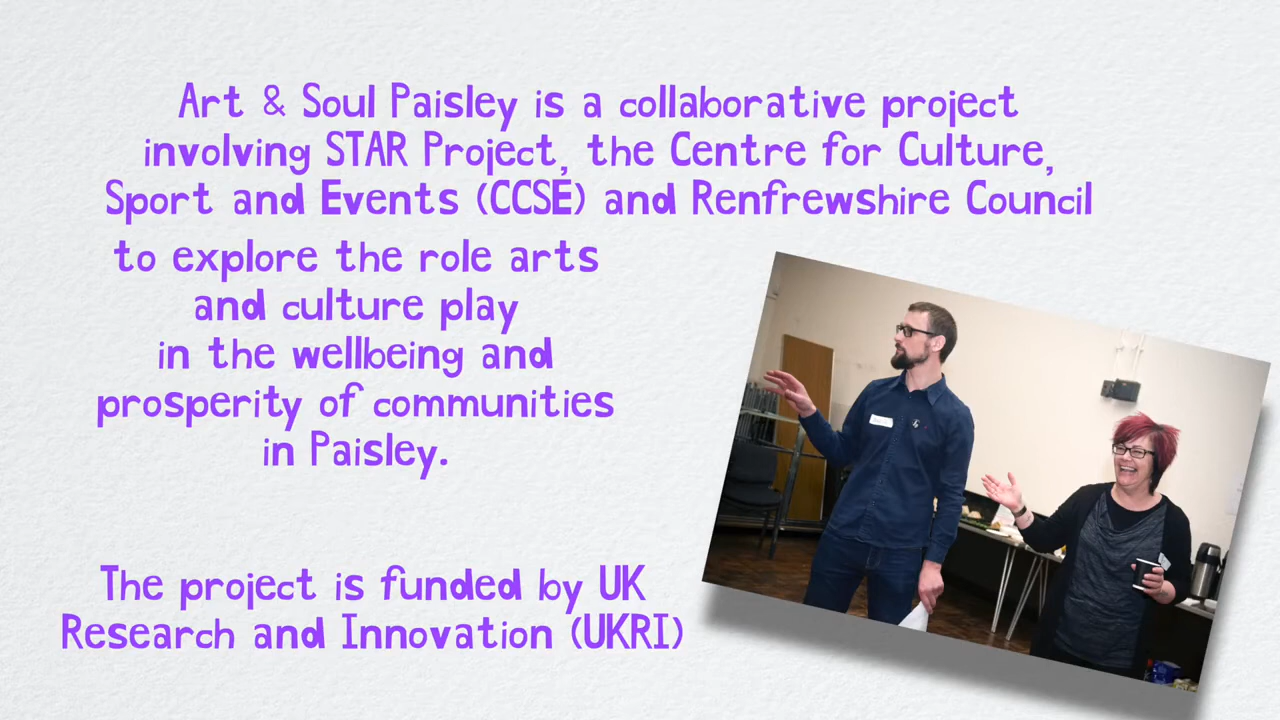 Art & Soul Paisley is a collaborative project
involving STAR Project, the Centre for Culture,
Sport and Events (CCSE) and Renfrewshire Council
to explore the role arts
and culture play
in the wellbeing and
prosperity of communities
in Paisley.
The project is funded by UK
Research and Innovation (UKRI)